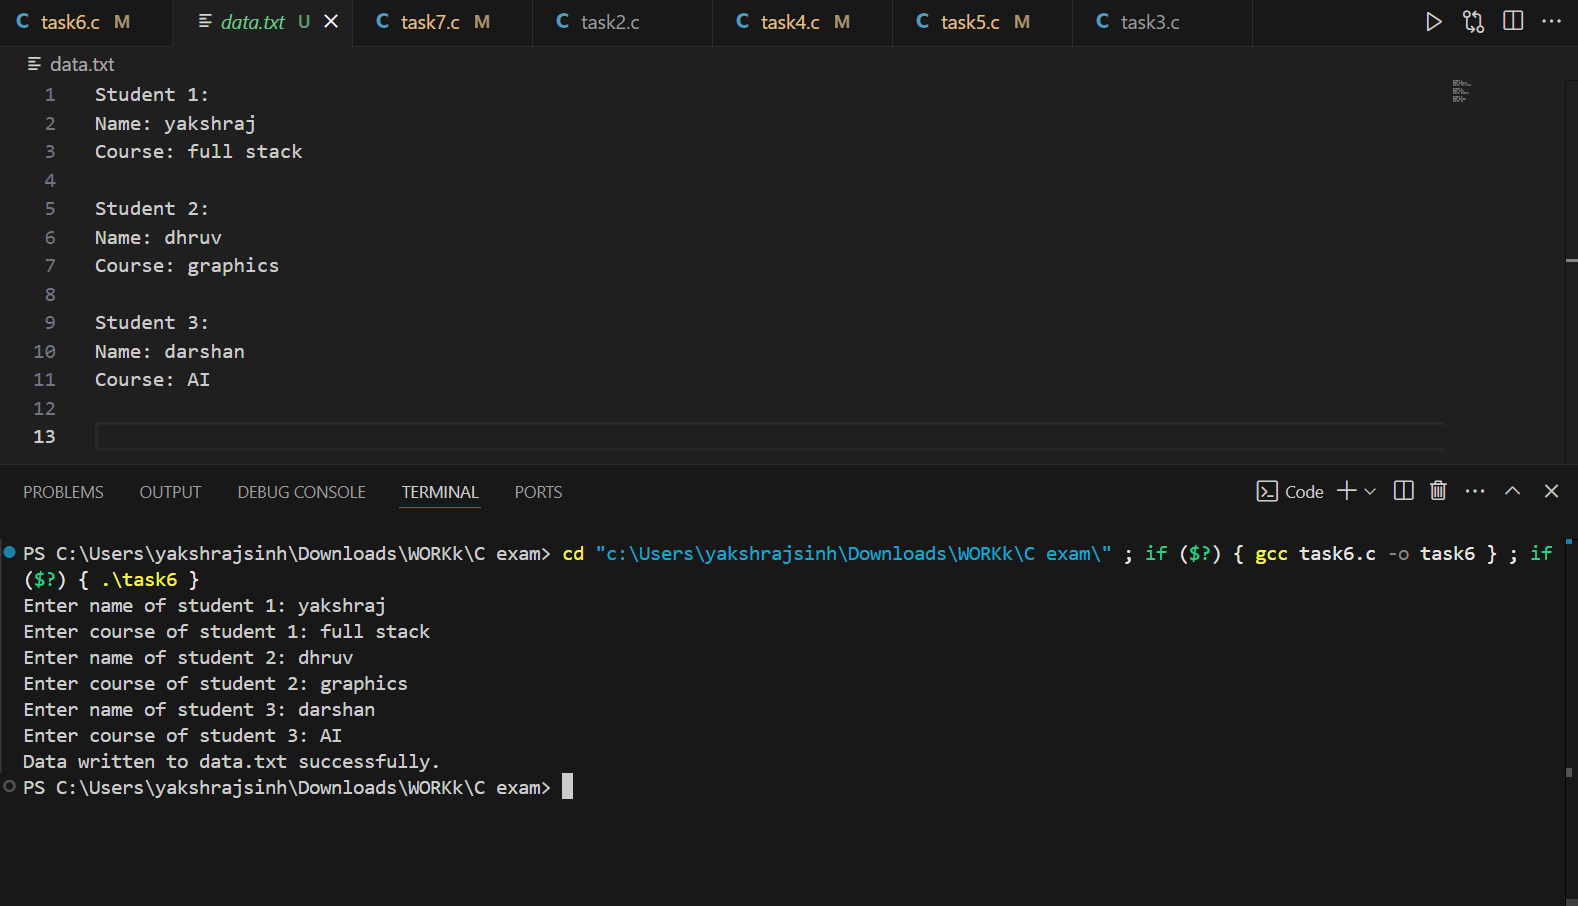 C task6.c M data.txt U C task7.c M C task2.c C task4.c M C task5.c M C task3.c
data.txt
1 Student 1:
2 Name: yakshraj
3 Course: full stack
4
5 Student 2:
6 Name: dhruv
7 Course: graphics
8
9 Student 3:
10 Name: darshan
11 Course: AI
12
13
PROBLEMS OUTPUT DEBUG CONSOLE TERMINAL PORTS Code
PS C:\Users\yakshrajsinh\Downloads\WORKk\C exam> cd "c:\Users\yakshrajsinh\Downloads\WORKk\C exam\" ; if ($?) { gcc task6.c -o task6 } ; if
($?) { .\task6 }
Enter name of student 1: yakshraj
Enter course of student 1: full stack
Enter name of student 2: dhruv
Enter course of student 2: graphics
Enter name of student 3: darshan
Enter course of student 3: AI
Data written to data.txt successfully.
PS C:\Users\yakshrajsinh\Downloads\WORKk\C exam>